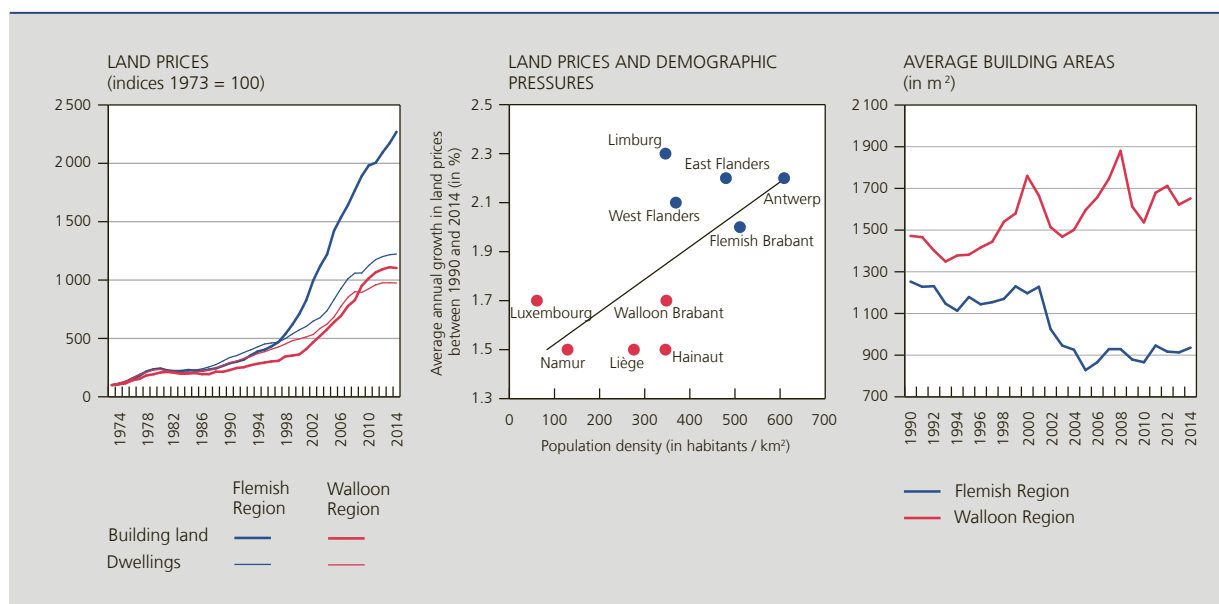 LAND PRICES
(indices 1973 = 100)
2 500
2 000
1 500
1 000
500
0
1974
1978
1982
1986
1990
1994
1998
2002
2006
2010
2014
Flemish
Region
Walloon
Region
Building land
Dwellings
LAND PRICES AND DEMOGRAPHIC
PRESSURES
Average annual growth in land prices
between 1990 and 2014 (in %)
2.5
2.3
2.1
1.9
1.7
1.5
1.3
Limburg
East Flanders
West Flanders
Antwerp
Flemish Brabant
Luxembourg
Walloon Brabant
Namur
Liège
Hainaut
0
100
200
300
400
500
600
700
Population density (in habitants / km²)
AVERAGE BUILDING AREAS
(in m²)
2 100
1 900
1 700
1 500
1 300
1 100
900
700
1990
1992
1994
1996
1998
2000
2002
2004
2006
2008
2010
2012
2014
Flemish Region
Walloon Region